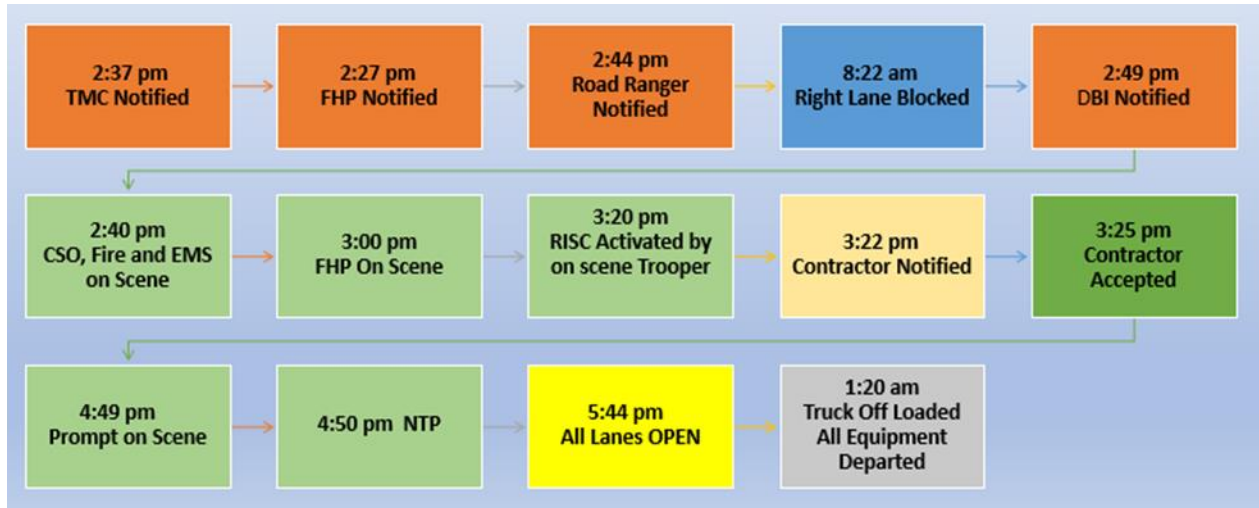 2:37 pm
TMC Notified
2:27 pm
FHP Notified
2:44 pm
Road Ranger
Notified
8:22 am
Right Lane Blocked
2:49 pm
DBI Notified
2:40 pm
CSO, Fire and EMS
on Scene
3:00 pm
FHP On Scene
3:20 pm
RISC Activated by
on scene Trooper
3:22 pm
Contractor Notified
3:25 pm
Contractor
Accepted
4:49 pm
Prompt on Scene
4:50 pm NTP
5:44 pm
All Lanes OPEN
1:20 am
Truck Off Loaded
All Equipment
Departed